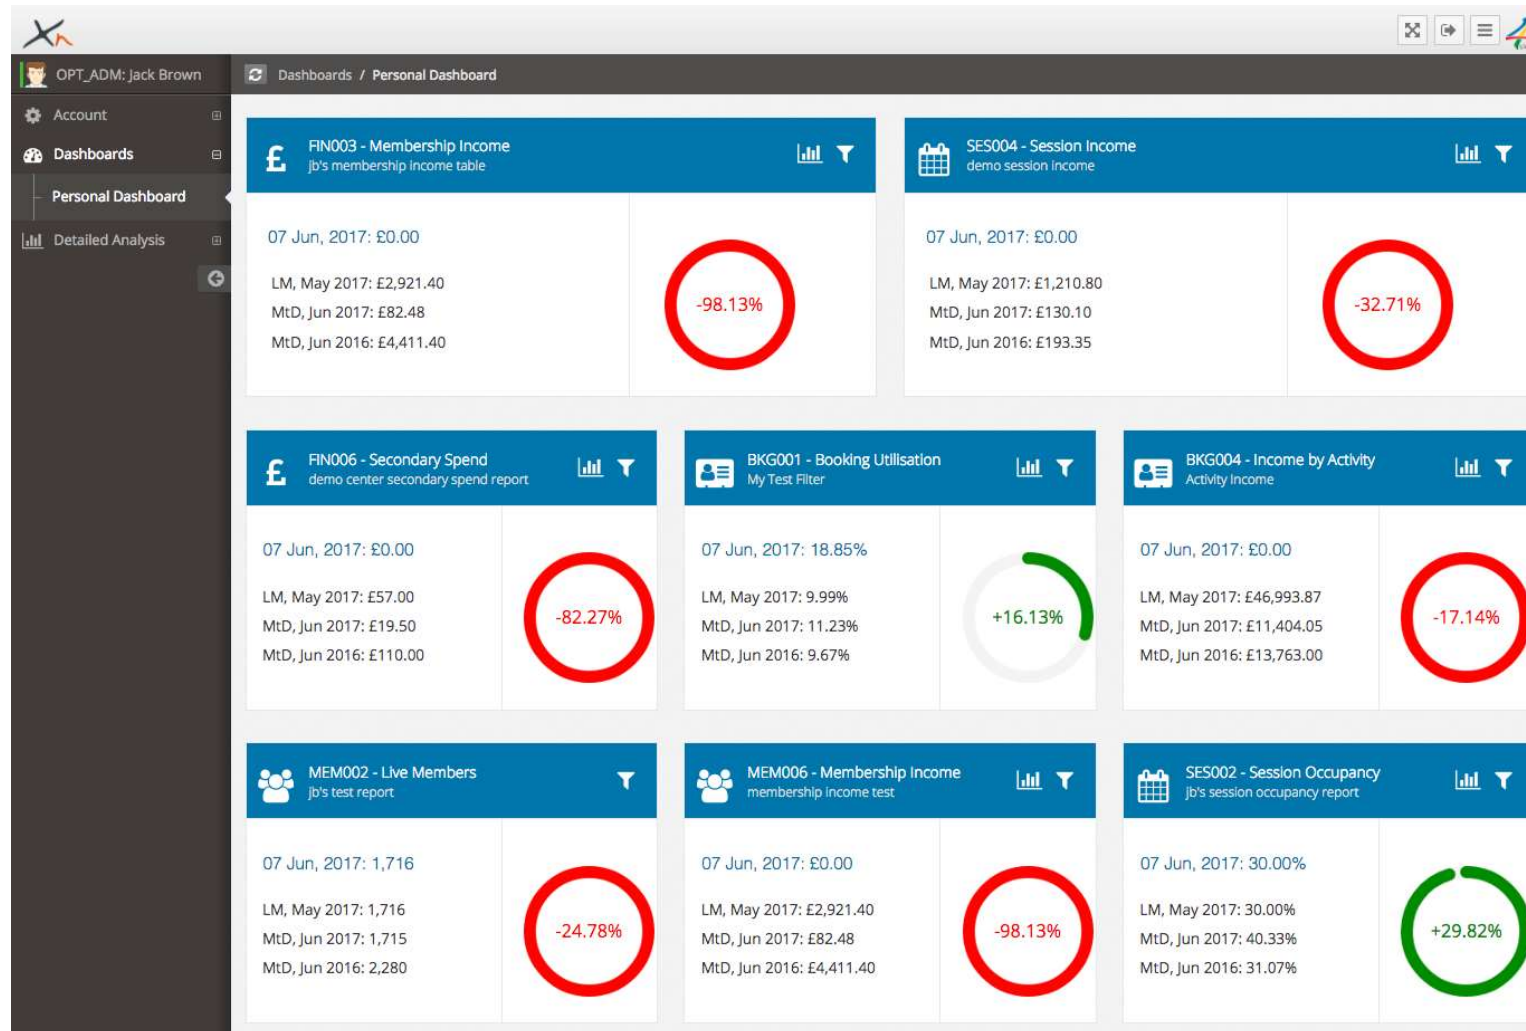 Xn
OPT_ADM: Jack Brown
Dashboards / Personal Dashboard
Account
Dashboards
Personal Dashboard
Detailed Analysis
FIN003 - Membership Income
jb's membership income table
07 Jun, 2017: £0.00
LM, May 2017: £2,921.40
MtD, Jun 2017: £82.48
MtD, Jun 2016: £4,411.40
-98.13%
SES004 - Session Income
demo session income
07 Jun, 2017: £0.00
LM, May 2017: £1,210.80
MtD, Jun 2017: £130.10
MtD, Jun 2016: £193.35
-32.71%
FIN006 - Secondary Spend
demo center secondary spend report
07 Jun, 2017: £0.00
LM, May 2017: £57.00
MtD, Jun 2017: £19.50
MtD, Jun 2016: £110.00
-82.27%
BKG001 - Booking Utilisation
My Test Filter
07 Jun, 2017: 18.85%
LM, May 2017: 9.99%
MtD, Jun 2017: 11.23%
MtD, Jun 2016: 9.67%
+16.13%
BKG004 - Income by Activity
Activity Income
07 Jun, 2017: £0.00
LM, May 2017: £46,993.87
MtD, Jun 2017: £11,404.05
MtD, Jun 2016: £13,763.00
-17.14%
MEM002 - Live Members
jb's test report
07 Jun, 2017: 1,716
LM, May 2017: 1,716
MtD, Jun 2017: 1,715
MtD, Jun 2016: 2,280
-24.78%
MEM006 - Membership Income
membership income test
07 Jun, 2017: £0.00
LM, May 2017: £2,921.40
MtD, Jun 2017: £82.48
MtD, Jun 2016: £4,411.40
-98.13%
SES002 - Session Occupancy
jb's session occupancy report
07 Jun, 2017: 30.00%
LM, May 2017: 30.00%
MtD, Jun 2017: 40.33%
MtD, Jun 2016: 31.07%
+29.82%